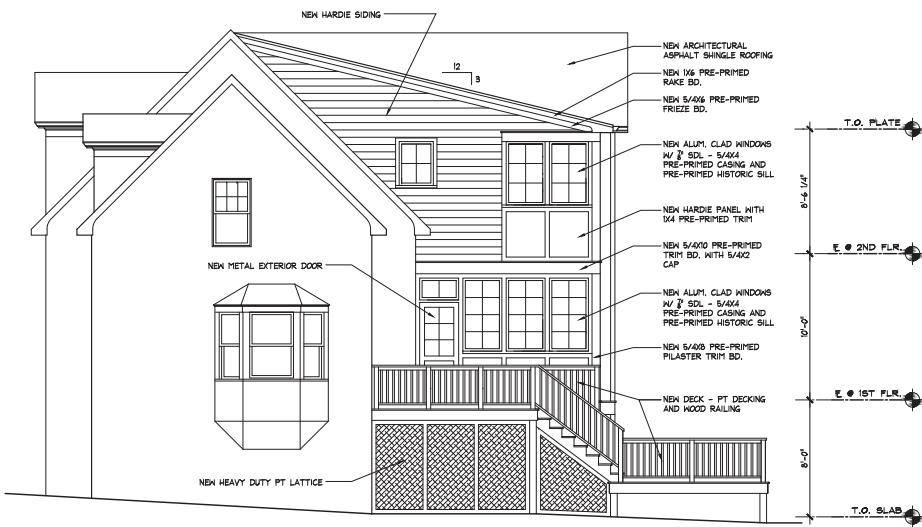 NEW HARDIE SIDING
12
3
NEW ARCHITECTURAL
ASPHALT SHINGLE ROOFING
NEW 1X6 PRE-PRIMED
RAKE BD.
NEW 5/4X6 PRE-PRIMED
FRIEZE BD.
T.O. PLATE
NEW ALUM. CLAD WINDOWS
W/ 7/8" SDL - 5/4X4
PRE-PRIMED CASING AND
PRE-PRIMED HISTORIC SILL
8'-6 1/4"
NEW HARDIE PANEL WITH
1X4 PRE-PRIMED TRIM
NEW 5/4X10 PRE-PRIMED
TRIM BD. WITH 5/4X2
CAP
@ 2ND FLR.
NEW METAL EXTERIOR DOOR
NEW ALUM. CLAD WINDOWS
W/ 7/8" SDL - 5/4X4
PRE-PRIMED CASING AND
PRE-PRIMED HISTORIC SILL
10'-0"
NEW 5/4X8 PRE-PRIMED
PILASTER TRIM BD.
@ 1ST FLR.
NEW DECK - PT DECKING
AND WOOD RAILING
8'-0"
NEW HEAVY DUTY PT LATTICE
T.O. SLAB